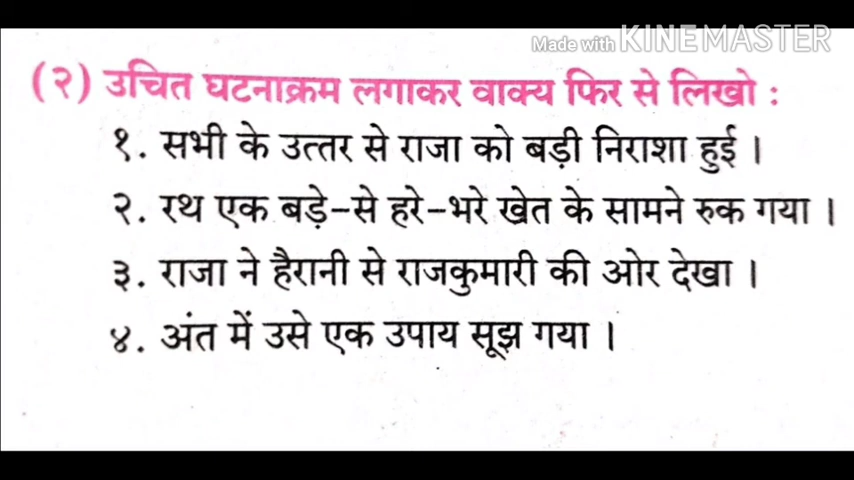 Made with KINEMASTER
(२) उचित घटनाक्रम लगाकर वाक्य फिर से लिखो :
१. सभी के उत्तर से राजा को बड़ी निराशा हुई ।
२. रथ एक बड़े-से हरे-भरे खेत के सामने रुक गया ।
३. राजा ने हैरानी से राजकुमारी की ओर देखा ।
४. अंत में उसे एक उपाय सूझ गया ।